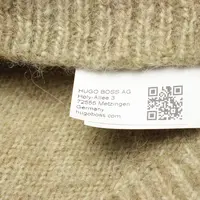 HUGO BOSS AG
Holy-Allee 3
72555 Metzingen
Germany
hugoboss.com